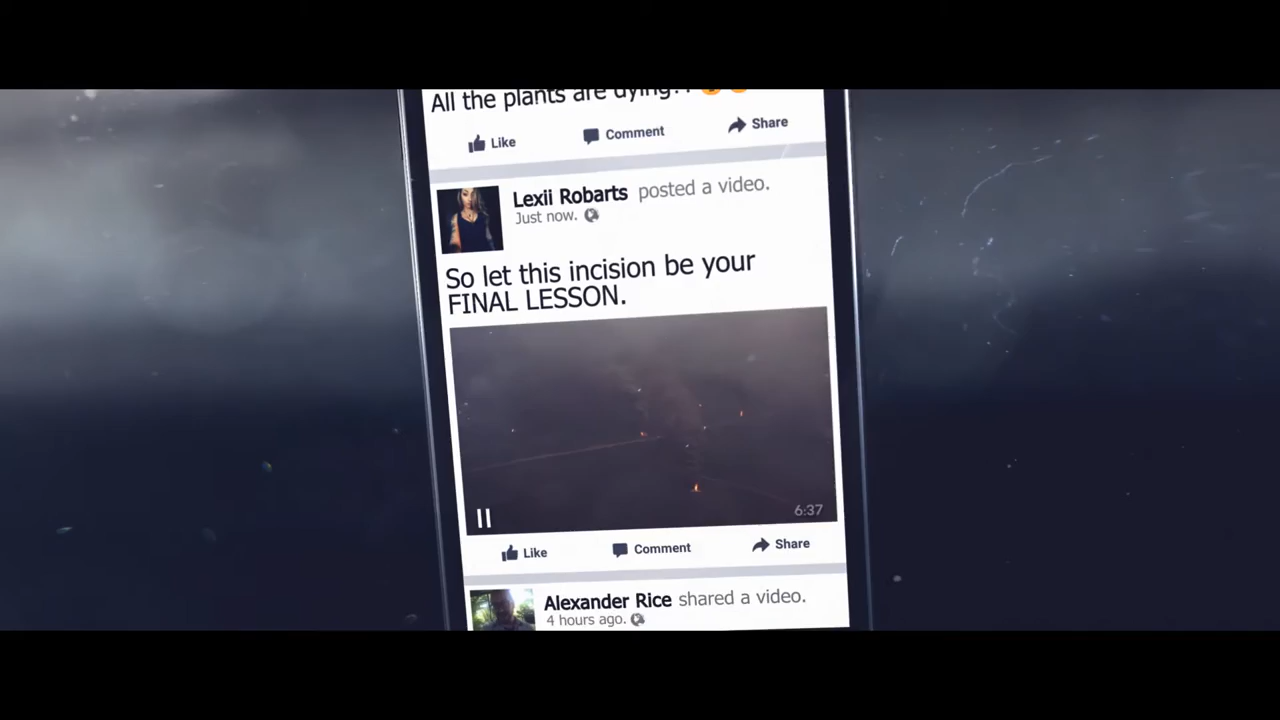 All the plants are dying!!
Like Comment Share
Lexii Robarts posted a video.
Just now.
So let this incision be your
FINAL LESSON.
6:37
Like Comment Share
Alexander Rice shared a video.
4 hours ago.